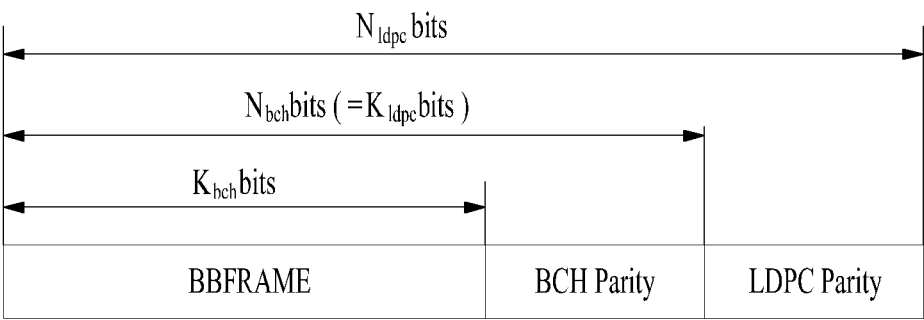 N ldpc bits
N bch bits ( =K ldpc bits )
K bch bits
BBFRAME BCH Parity LDPC Parity